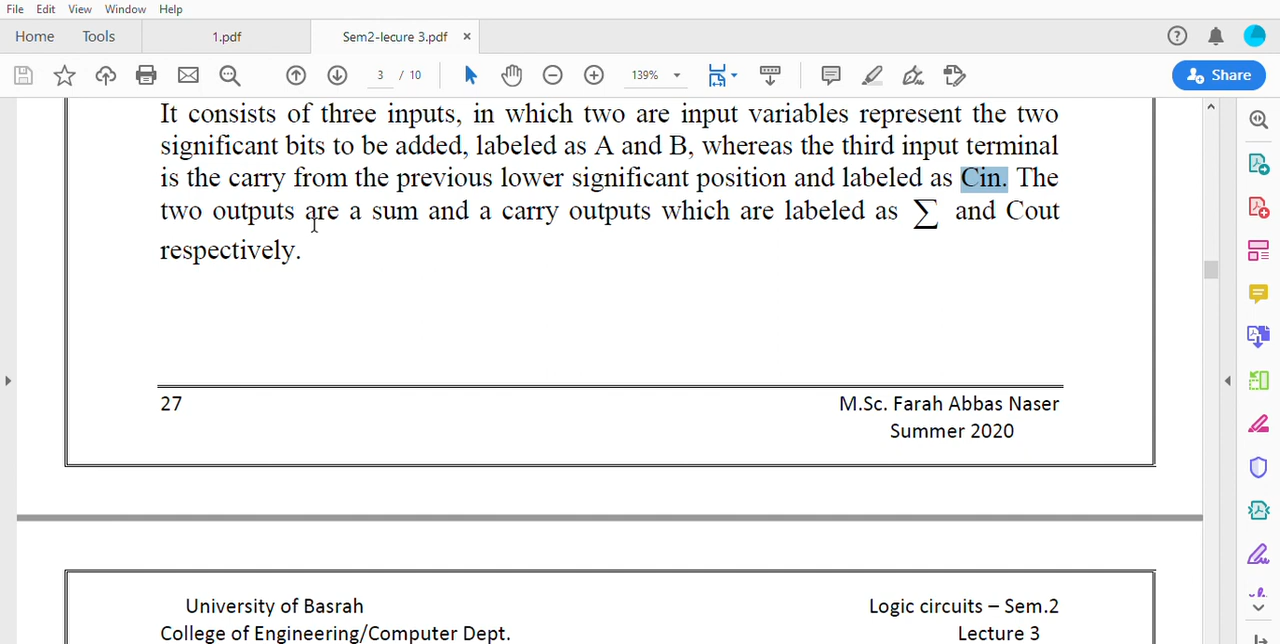 File Edit View Window Help
Home Tools 1.pdf Sem2-lecure 3.pdf ×
3 / 10 139% Share
It consists of three inputs, in which two are input variables represent the two
significant bits to be added, labeled as A and B, whereas the third input terminal
is the carry from the previous lower significant position and labeled as Cin. The
two outputs are a sum and a carry outputs which are labeled as ∑ and Cout
respectively.
27 M.Sc. Farah Abbas Naser
Summer 2020
University of Basrah Logic circuits – Sem.2
College of Engineering/Computer Dept. Lecture 3